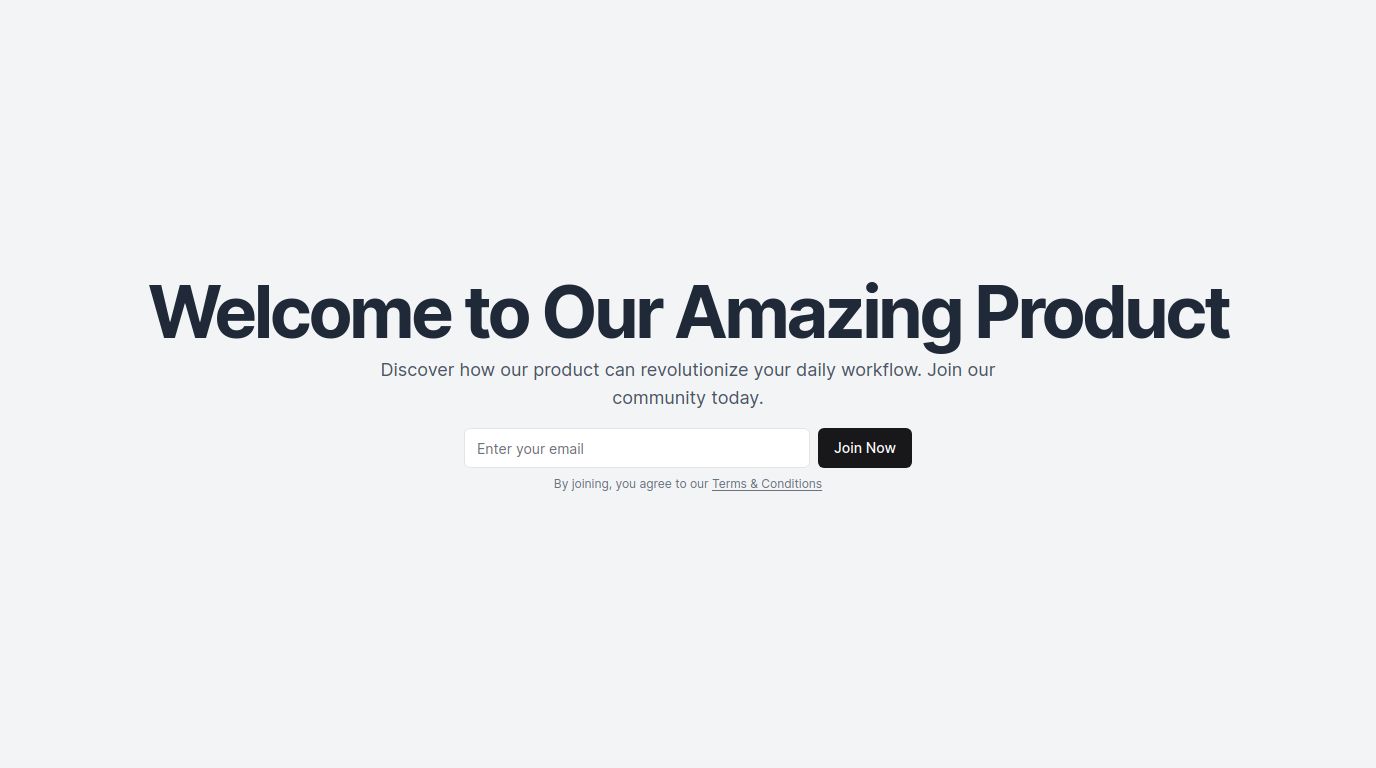 Welcome to Our Amazing Product
Discover how our product can revolutionize your daily workflow. Join our
community today.
Enter your email
Join Now
By joining, you agree to our Terms & Conditions